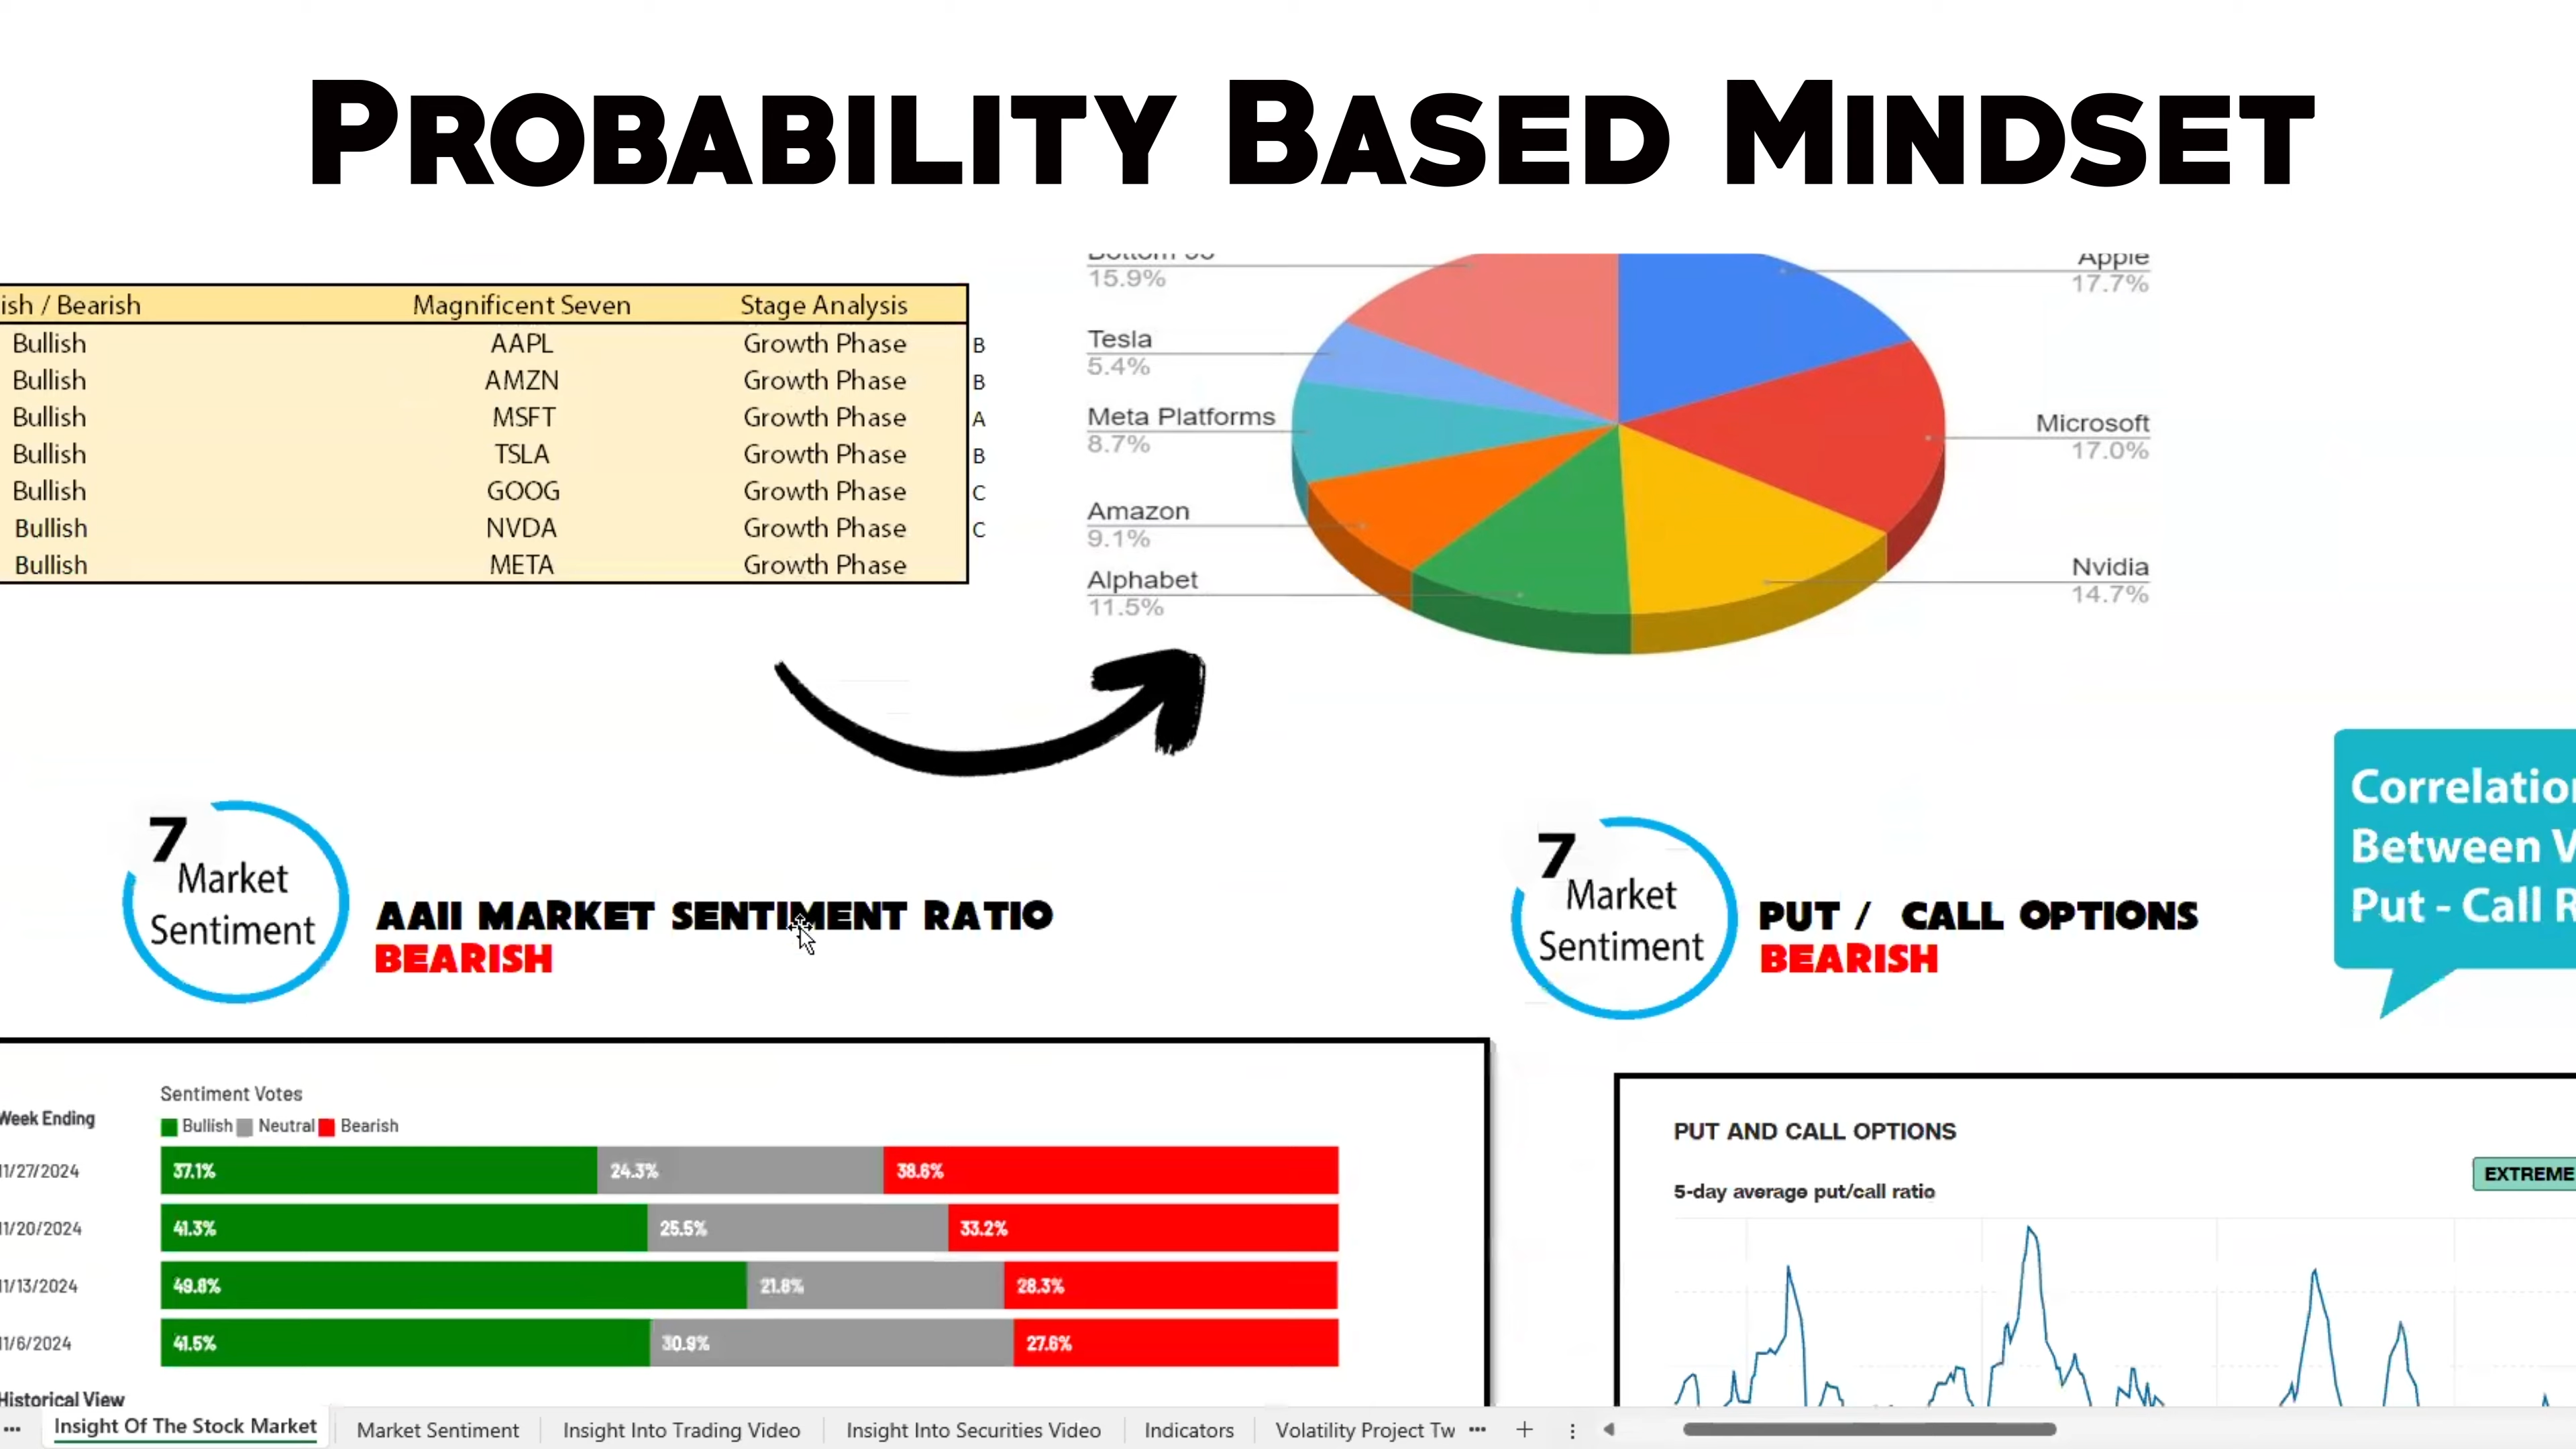 PROBABILITY BASED MINDSET
ish / Bearish Magnificent Seven Stage Analysis
Bullish AAPL Growth Phase B
Bullish AMZN Growth Phase B
Bullish MSFT Growth Phase A
Bullish TSLA Growth Phase B
Bullish GOOG Growth Phase C
Bullish NVDA Growth Phase C
Bullish META Growth Phase
15.9%
Tesla
5.4%
Meta Platforms
8.7%
Amazon
9.1%
Alphabet
11.5%
Apple
17.7%
Microsoft
17.0%
Nvidia
14.7%
7
Market
Sentiment
AAII MARKET SENTIMENT RATIO
BEARISH
7
Market
Sentiment
PUT / CALL OPTIONS
BEARISH
Correlatio
Between V
Put - Call R
Sentiment Votes
Week Ending
Bullish Neutral Bearish
11/27/2024 37.1% 24.3% 38.6%
11/20/2024 41.3% 25.5% 33.2%
11/13/2024 49.8% 21.8% 28.3%
11/6/2024 41.5% 30.9% 27.6%
Historical View
PUT AND CALL OPTIONS
EXTREME
5-day average put/call ratio
Insight Of The Stock Market Market Sentiment Insight Into Trading Video Insight Into Securities Video Indicators Volatility Project Tw